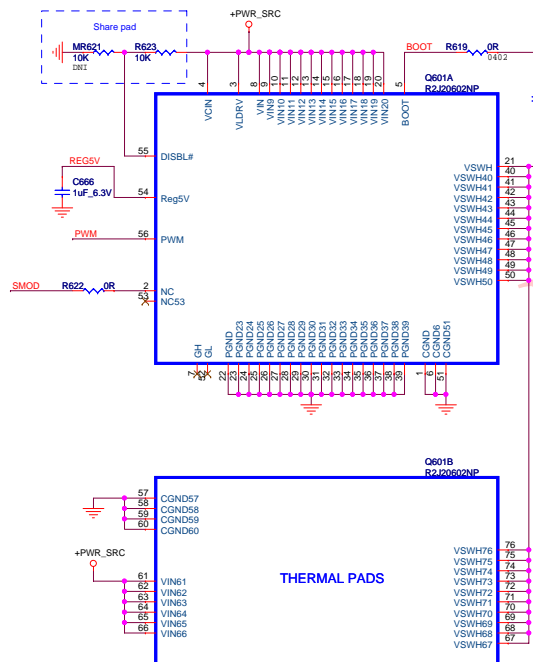 Share pad
+PWR_SRC
MR621
10K
DNI
R623
10K
BOOT
R619
0R
0402
Q601A
R2J20602NP
4
3
8
9
10
11
12
13
14
15
16
17
18
19
20
5
VCIN
VLDRV
VIN
VIN9
VIN10
VIN11
VIN12
VIN13
VIN14
VIN15
VIN16
VIN17
VIN18
VIN19
VIN20
BOOT
55
DISBL#
REG5V
C666
1uF_6.3V
54
Reg5V
PWM
56
PWM
SMOD
R622
0R
2
NC
53
NC53
VSWH
21
VSWH40
40
VSWH41
41
VSWH42
42
VSWH43
43
VSWH44
44
VSWH45
45
VSWH46
46
VSWH47
47
VSWH48
48
VSWH49
49
VSWH50
50
GH
GL
PGND
PGND23
PGND24
PGND25
PGND26
PGND27
PGND28
PGND29
PGND30
PGND31
PGND32
PGND33
PGND34
PGND35
PGND36
PGND37
PGND38
PGND39
CGND
CGND6
CGND51
7
52
22
23
24
25
26
27
28
29
30
31
32
33
34
35
36
37
38
39
1
6
51
Q601B
R2J20602NP
57
CGND57
58
CGND58
59
CGND59
60
CGND60
+PWR_SRC
61
VIN61
62
VIN62
63
VIN63
64
VIN64
65
VIN65
66
VIN66
THERMAL PADS
VSWH76
76
VSWH75
75
VSWH74
74
VSWH73
73
VSWH72
72
VSWH71
71
VSWH70
70
VSWH69
69
VSWH68
68
VSWH67
67